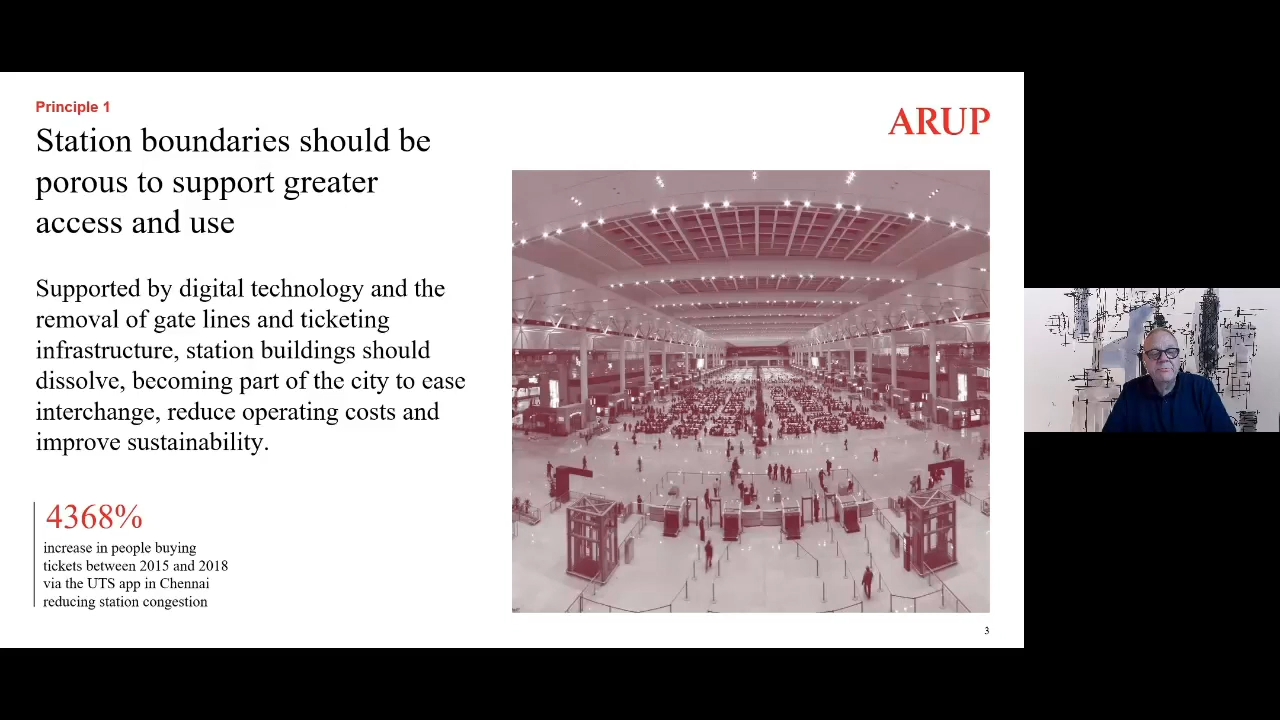 Principle 1
Station boundaries should be
porous to support greater
access and use
ARUP
Supported by digital technology and the
removal of gate lines and ticketing
infrastructure, station buildings should
dissolve, becoming part of the city to ease
interchange, reduce operating costs and
improve sustainability.
4368%
increase in people buying
tickets between 2015 and 2018
via the UTS app in Chennai
reducing station congestion
3